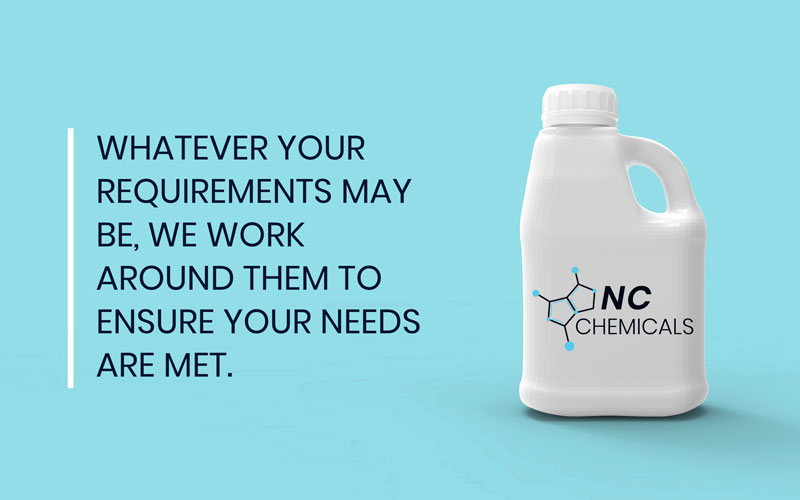 WHATEVER YOUR
REQUIREMENTS MAY
BE, WE WORK
AROUND THEM TO
ENSURE YOUR NEEDS
ARE MET.
NC
CHEMICALS